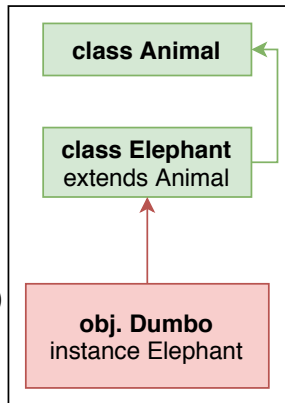 class Animal
class Elephant
extends Animal
)
obj. Dumbo
instance Elephant